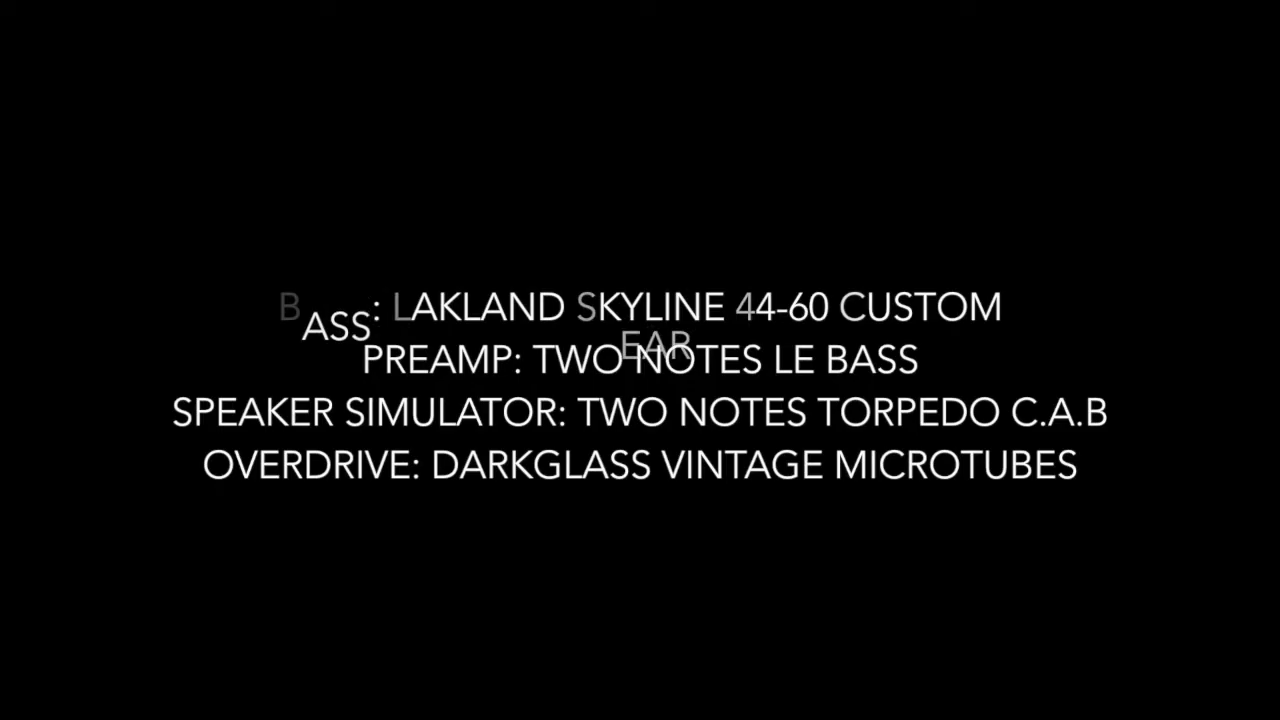 BASS: LAKLAND SKYLINE 44-60 CUSTOM
EAR
PREAMP: TWO NOTES LE BASS
SPEAKER SIMULATOR: TWO NOTES TORPEDO C.A.B
OVERDRIVE: DARKGLASS VINTAGE MICROTUBES